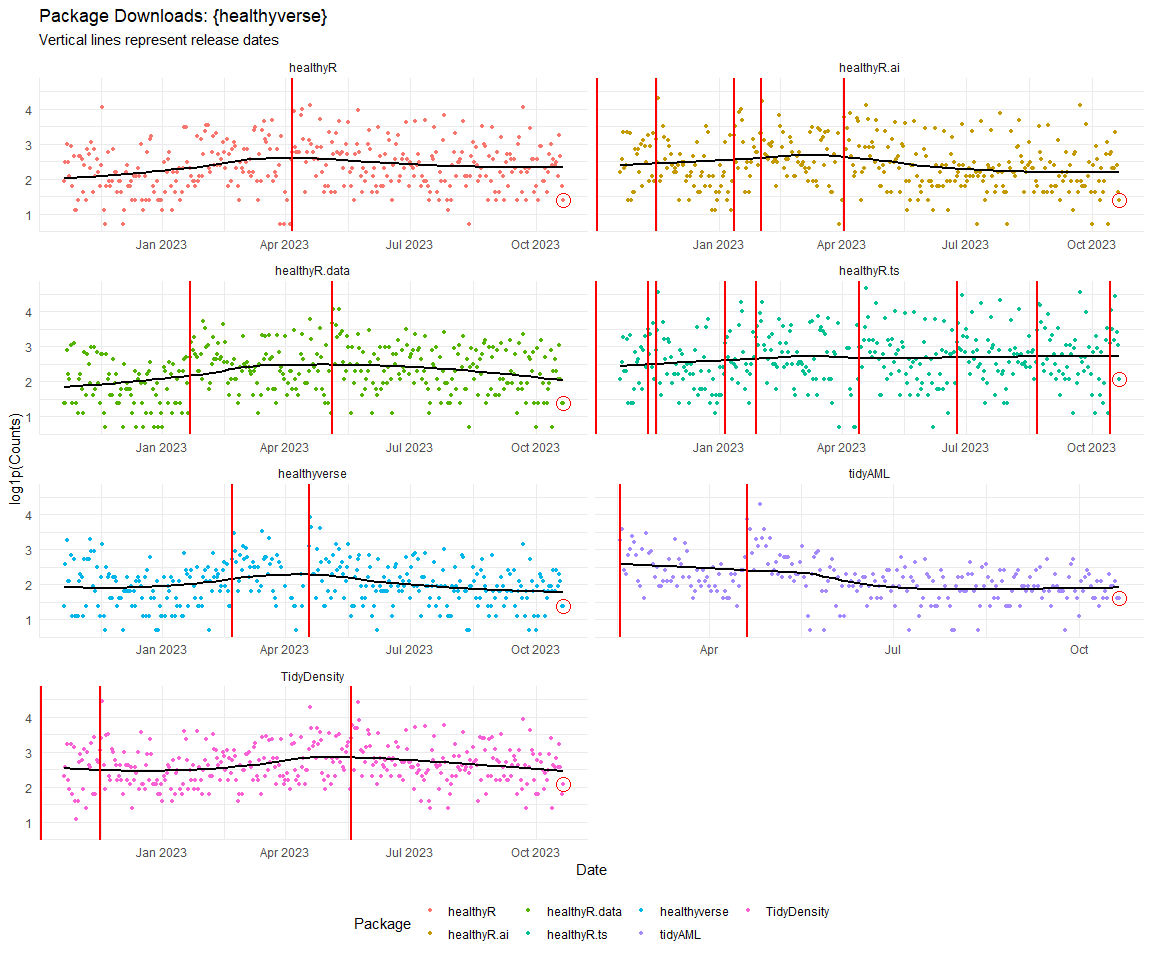 Package Downloads: {healthyverse}
Vertical lines represent release dates
healthyR
healthyR.ai
4
3
2
1
Jan 2023 Apr 2023 Jul 2023 Oct 2023
Jan 2023 Apr 2023 Jul 2023 Oct 2023
healthyR.data
healthyR.ts
4
3
2
1
Jan 2023 Apr 2023 Jul 2023 Oct 2023
Jan 2023 Apr 2023 Jul 2023 Oct 2023
log1p(Counts)
healthyverse
tidyAML
4
3
2
1
Jan 2023 Apr 2023 Jul 2023 Oct 2023
Apr Jul Oct
TidyDensity
4
3
2
1
Jan 2023 Apr 2023 Jul 2023 Oct 2023
Date
Package
healthyR healthyR.data healthyverse TidyDensity
healthyR.ai healthyR.ts tidyAML